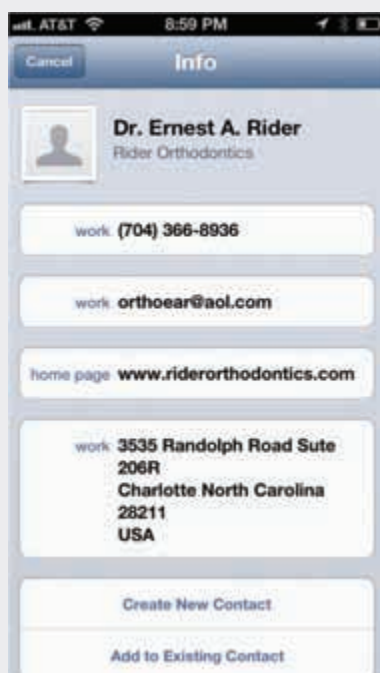 AT&T 8:59 PM
Cancel Info
Dr. Ernest A. Rider
Rider Orthodontics
work (704) 366-8936
work orthoear@aol.com
home page www.riderorthodontics.com
work 3535 Randolph Road Sute
206R
Charlotte North Carolina
28211
USA
Create New Contact
Add to Existing Contact